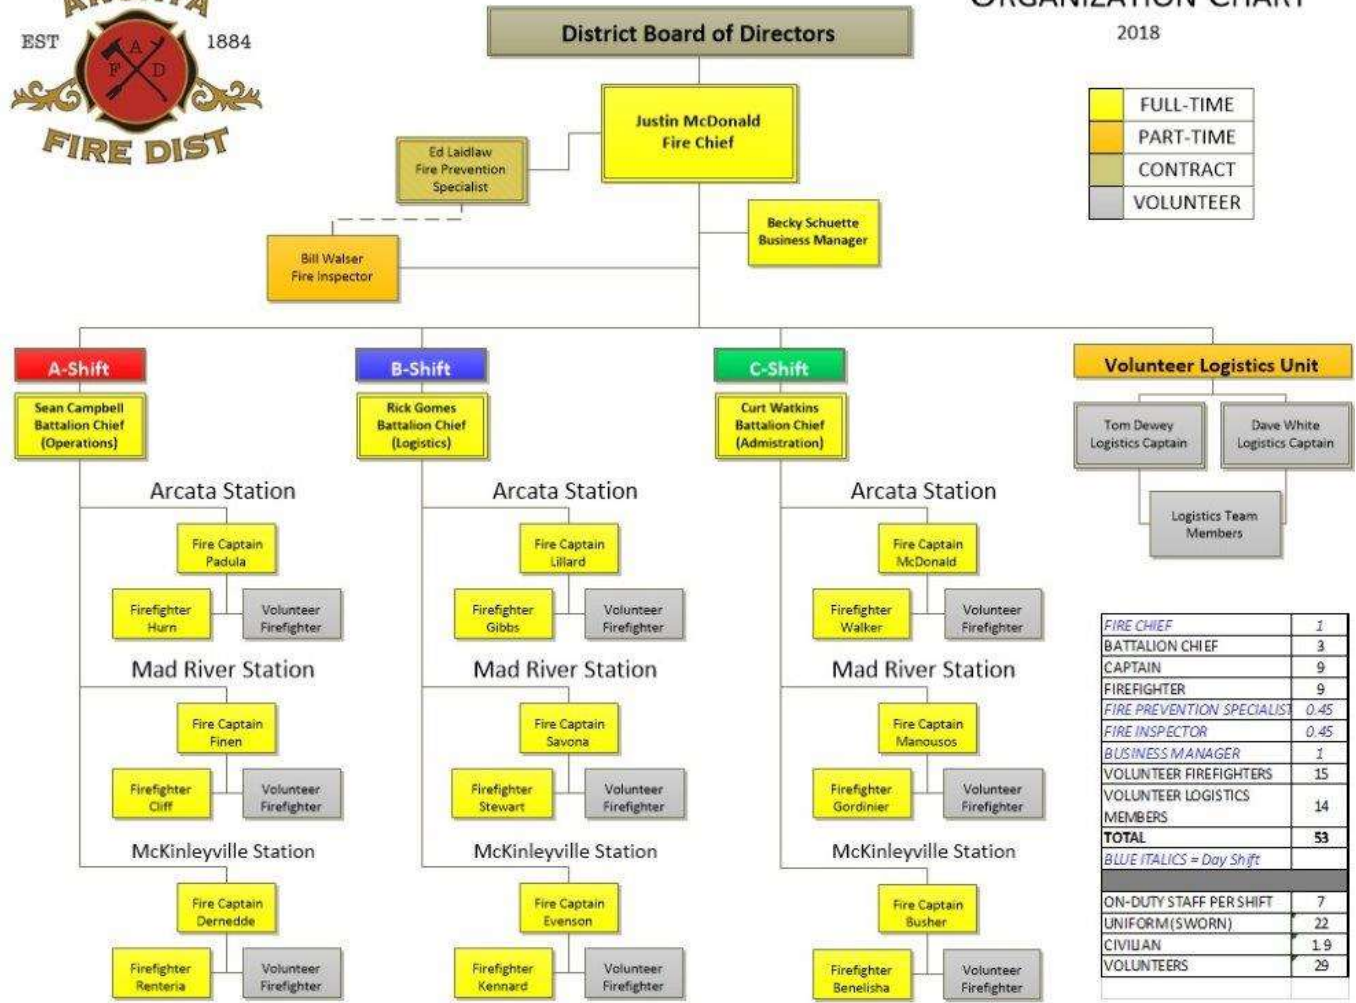 EST
1884
F
A
D
FIRE DIST
District Board of Directors
2018
FULL-TIME
PART-TIME
CONTRACT
VOLUNTEER
Justin McDonald
Fire Chief
Ed Laidlaw
Fire Prevention
Specialist
Becky Schuette
Business Manager
Bill Walser
Fire Inspector
A-Shift
Sean Campbell
Battalion Chief
(Operations)
Arcata Station
Fire Captain
Padula
Firefighter
Hurn
Volunteer
Firefighter
Mad River Station
Fire Captain
Finen
Firefighter
Cliff
Volunteer
Firefighter
McKinleyville Station
Fire Captain
Dernedde
Firefighter
Renteria
Volunteer
Firefighter
B-Shift
Rick Gomes
Battalion Chief
(Logistics)
Arcata Station
Fire Captain
Lillard
Firefighter
Gibbs
Volunteer
Firefighter
Mad River Station
Fire Captain
Savona
Firefighter
Stewart
Volunteer
Firefighter
McKinleyville Station
Fire Captain
Evenson
Firefighter
Kennard
Volunteer
Firefighter
C-Shift
Curt Watkins
Battalion Chief
(Admistration)
Arcata Station
Fire Captain
McDonald
Firefighter
Walker
Volunteer
Firefighter
Mad River Station
Fire Captain
Manousos
Firefighter
Gordinier
Volunteer
Firefighter
McKinleyville Station
Fire Captain
Busher
Firefighter
Benelisha
Volunteer
Firefighter
Volunteer Logistics Unit
Tom Dewey
Logistics Captain
Dave White
Logistics Captain
Logistics Team
Members
FIRE CHIEF 1
BATTALION CHIEF 3
CAPTAIN 9
FIREFIGHTER 9
FIRE PREVENTION SPECIALIST 0.45
FIRE INSPECTOR 0.45
BUSINESS MANAGER 1
VOLUNTEER FIREFIGHTERS 15
VOLUNTEER LOGISTICS
MEMBERS 14
TOTAL 53
BLUE ITALICS = Day Shift
ON-DUTY STAFF PER SHIFT 7
UNIFORM (SWORN) 22
CIVILIAN 1.9
VOLUNTEERS 29